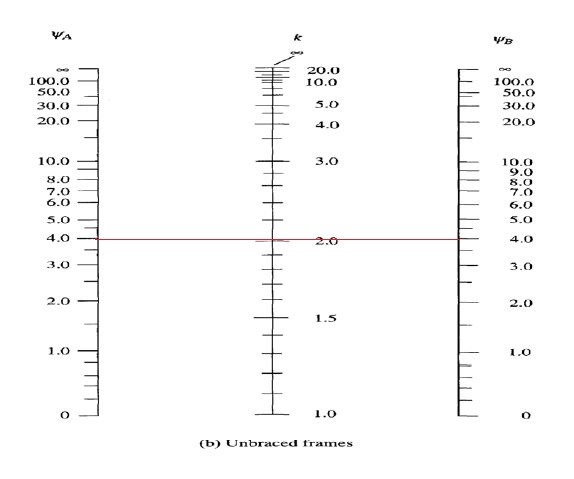 ψA k ψB
∞ ∞ ∞
100.0 20.0 100.0
50.0 10.0 50.0
30.0 5.0 30.0
20.0 4.0 20.0
10.0 3.0 10.0
9.0
8.0 8.0
7.0 7.0
6.0 6.0
5.0 5.0
4.0 2.0 4.0
3.0 3.0
2.0 1.5 2.0
1.0 1.0
0 1.0 0
(b) Unbraced frames